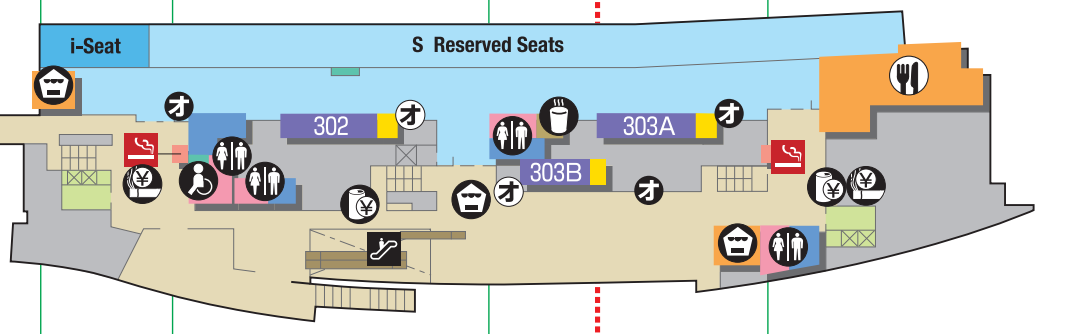 i-Seat
S Reserved Seats
オ
オ
オ
302
303A
¥
303B
¥
オ
オ
¥
¥